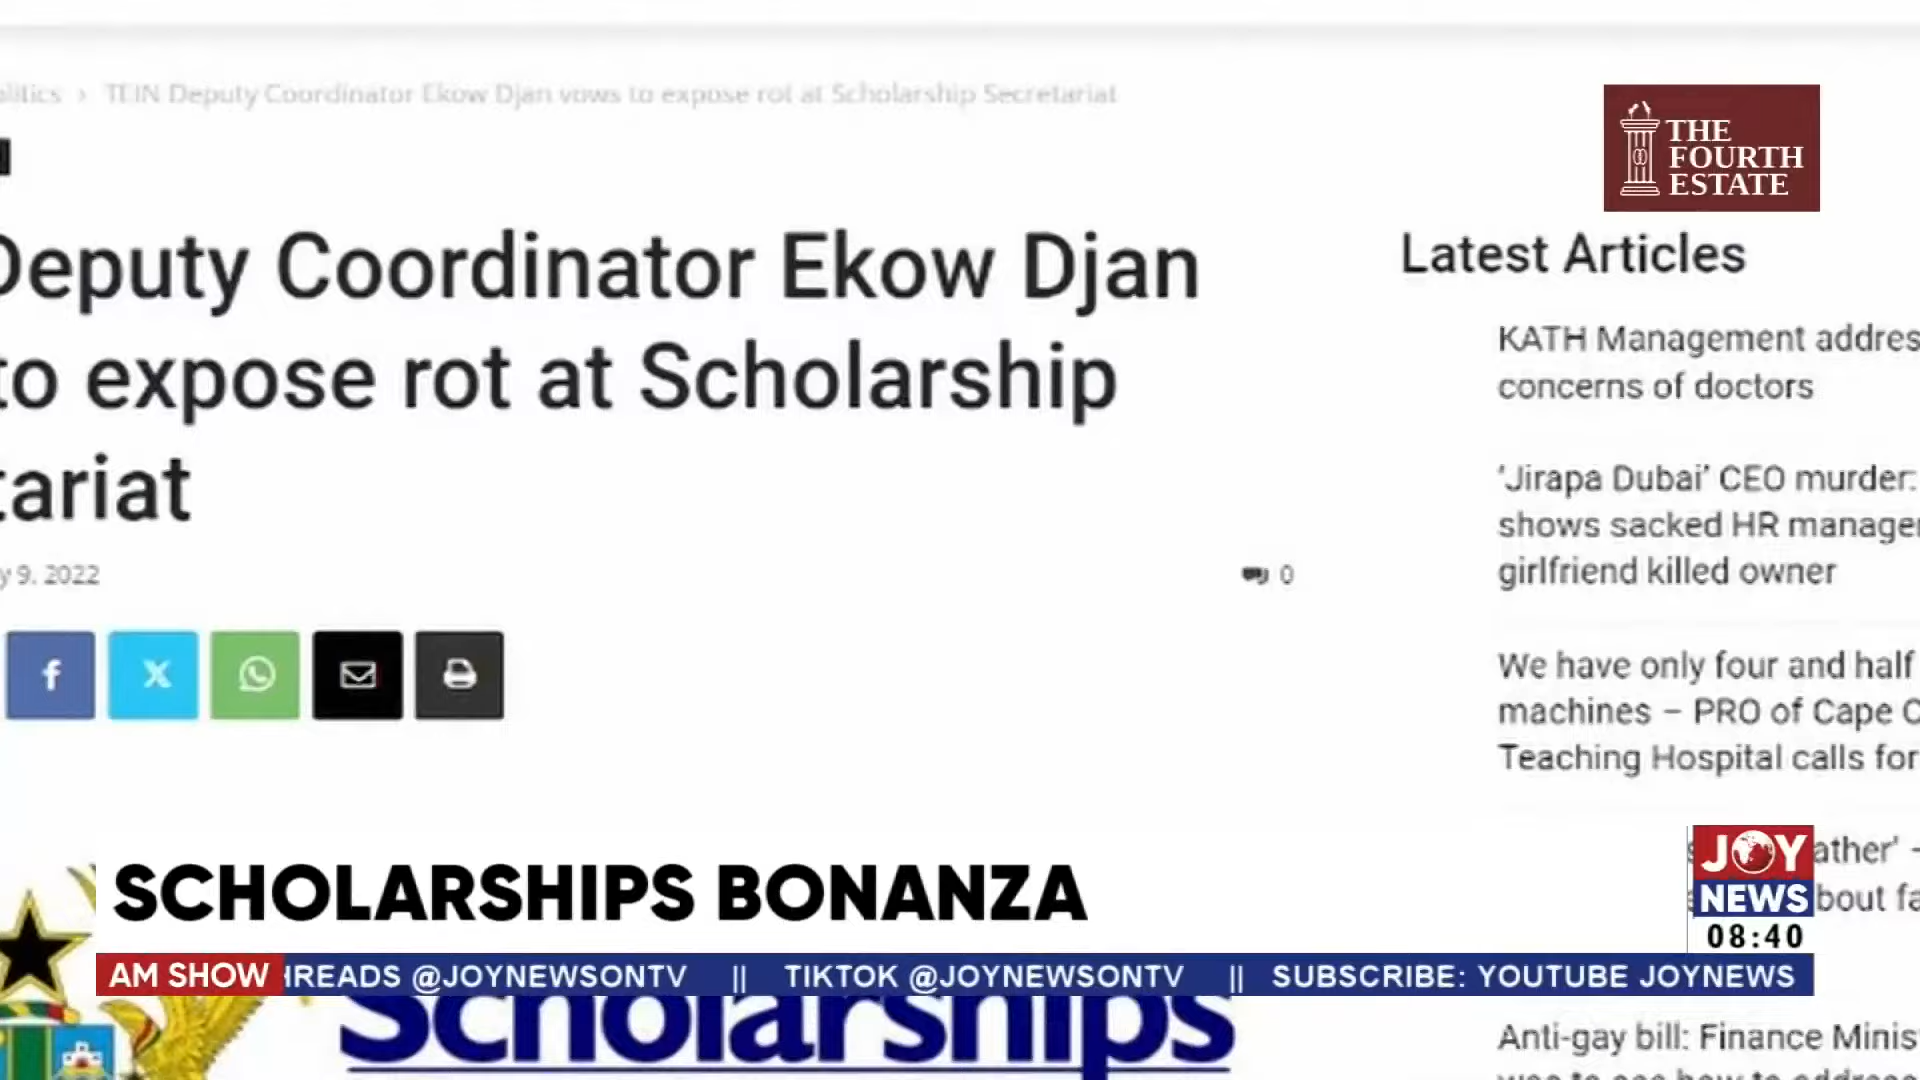 TEIN Deputy Coordinator Ekow Djan vows to expose rot at Scholarship Secretariat
THE
FOURTH
ESTATE
Deputy Coordinator Ekow Djan
to expose rot at Scholarship
tariat
y 9, 2022
0
Latest Articles
KATH Management addres
concerns of doctors
'Jirapa Dubai' CEO murder:
shows sacked HR manager
girlfriend killed owner
We have only four and half
machines – PRO of Cape C
Teaching Hospital calls for
ather' –
bout fa
SCHOLARSHIPS BONANZA
JOY
NEWS
08:40
AM SHOW
HREADS @JOYNEWSONTV || TIKTOK @JOYNEWSONTV || SUBSCRIBE: YOUTUBE JOYNEWS
Scholarships
Anti-gay bill: Finance Minis